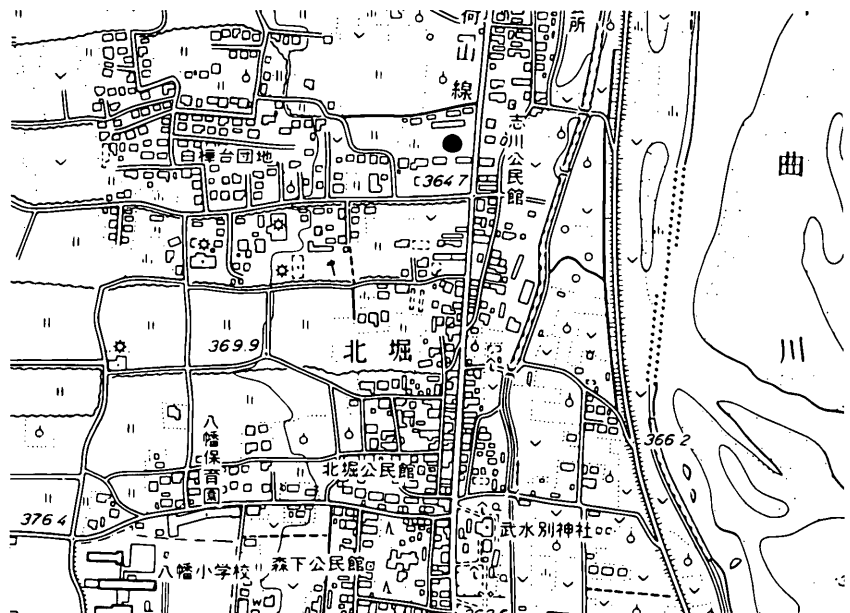 荷山線
所
志川公民館
白樺台団地
364 7
曲川
369 9
北堀
八幡保育園
北堀公民館
366 2
376 4
武水別神社
八幡小学校
森下公民館